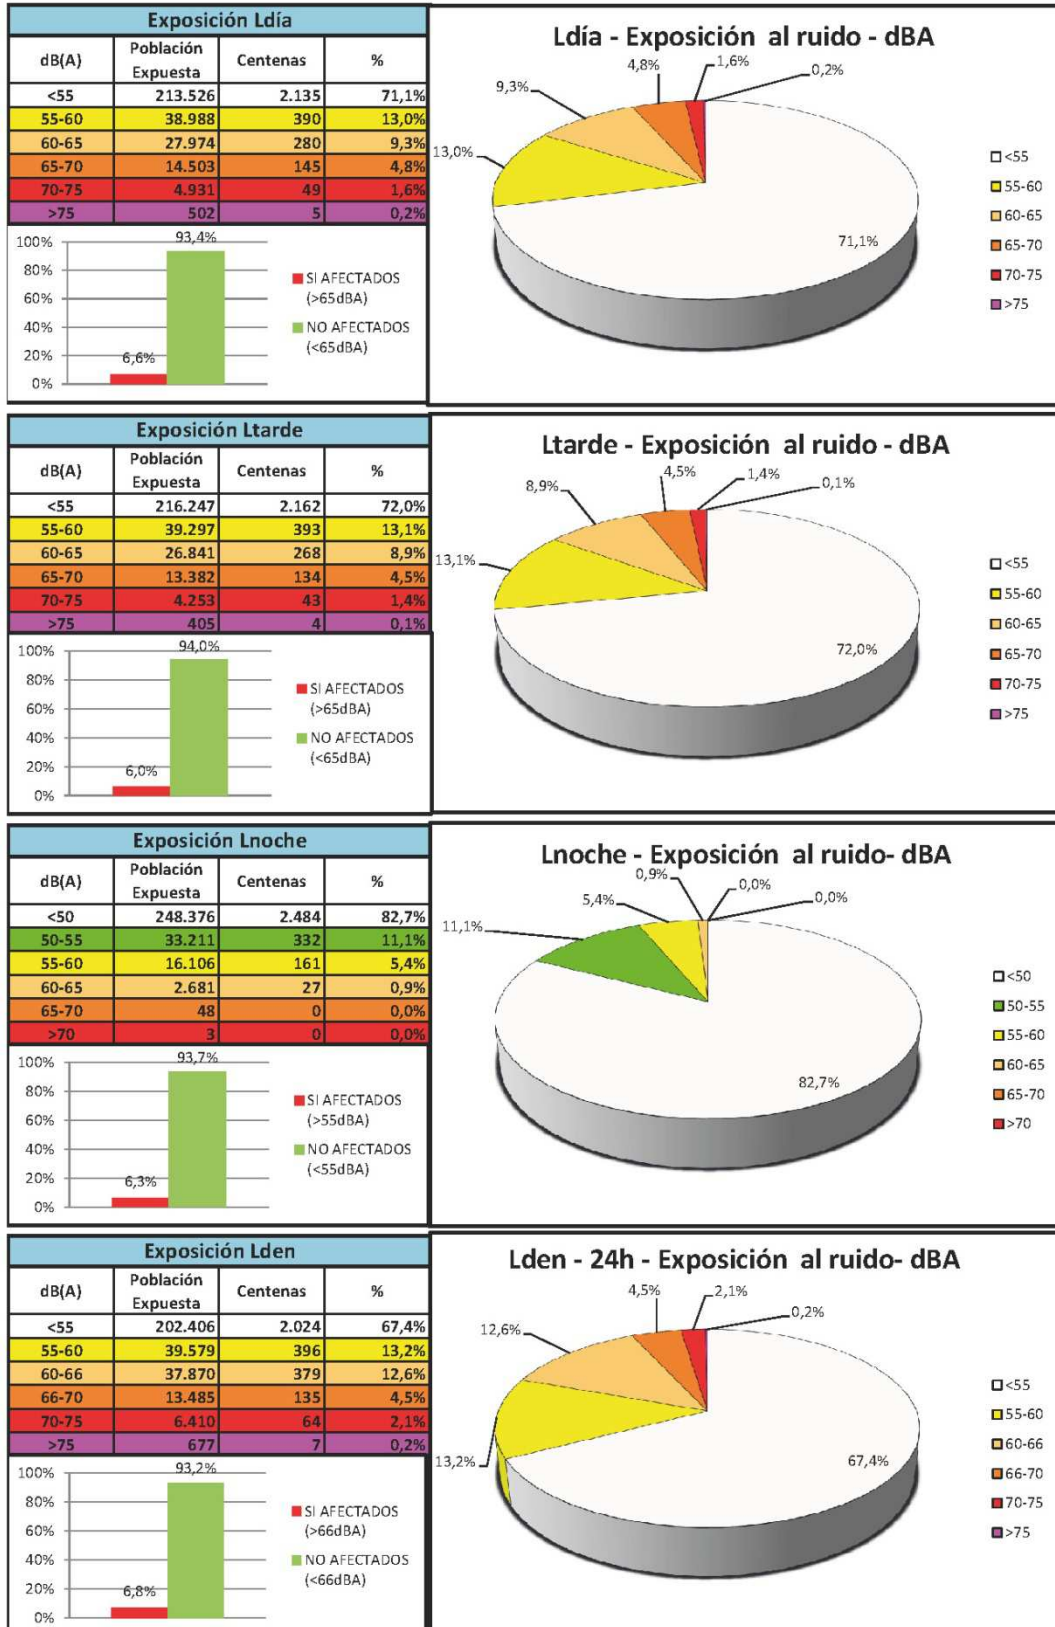 Exposición Ldía
dB(A) Población Expuesta Centenas %
<55 213.526 2.135 71,1%
55-60 38.988 390 13,0%
60-65 27.974 280 9,3%
65-70 14.503 145 4,8%
70-75 4.931 49 1,6%
>75 502 5 0,2%
100%
80%
60%
40%
20%
0%
93,4%
6,6%
SI AFECTADOS
(>65dBA)
NO AFECTADOS
(<65dBA)
Ldía - Exposición al ruido - dBA
13,0%
9,3%
4,8%
1,6%
0,2%
71,1%
<55
55-60
60-65
65-70
70-75
>75
Exposición Ltarde
dB(A) Población Expuesta Centenas %
<55 216.247 2.162 72,0%
55-60 39.297 393 13,1%
60-65 26.841 268 8,9%
65-70 13.382 134 4,5%
70-75 4.253 43 1,4%
>75 405 4 0,1%
100%
80%
60%
40%
20%
0%
94,0%
6,0%
SI AFECTADOS
(>65dBA)
NO AFECTADOS
(<65dBA)
Ltarde - Exposición al ruido - dBA
13,1%
8,9%
4,5%
1,4%
0,1%
72,0%
<55
55-60
60-65
65-70
70-75
>75
Exposición Lnoche
dB(A) Población Expuesta Centenas %
<50 248.376 2.484 82,7%
50-55 33.211 332 11,1%
55-60 16.106 161 5,4%
60-65 2.681 27 0,9%
65-70 48 0 0,0%
>70 3 0 0,0%
100%
80%
60%
40%
20%
0%
93,7%
6,3%
SI AFECTADOS
(>55dBA)
NO AFECTADOS
(<55dBA)
Lnoche - Exposición al ruido- dBA
11,1%
5,4%
0,9%
0,0%
0,0%
82,7%
<50
50-55
55-60
60-65
65-70
>70
Exposición Lden
dB(A) Población Expuesta Centenas %
<55 202.406 2.024 67,4%
55-60 39.579 396 13,2%
60-66 37.870 379 12,6%
66-70 13.485 135 4,5%
70-75 6.410 64 2,1%
>75 677 7 0,2%
100%
80%
60%
40%
20%
0%
93,2%
6,8%
SI AFECTADOS
(>66dBA)
NO AFECTADOS
(<66dBA)
Lden - 24h - Exposición al ruido- dBA
13,2%
12,6%
4,5%
2,1%
0,2%
67,4%
<55
55-60
60-66
66-70
70-75
>75